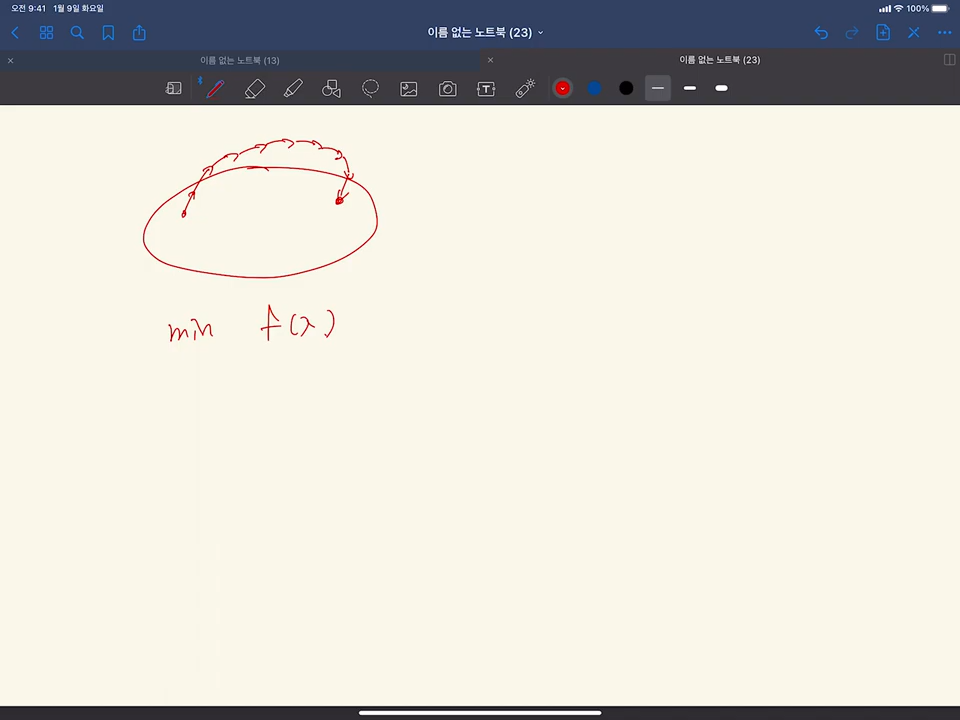 오전 9:41 1월 9일 화요일 100%
이름 없는 노트북 (23)
이름 없는 노트북 (13) 이름 없는 노트북 (23)
min f(x)